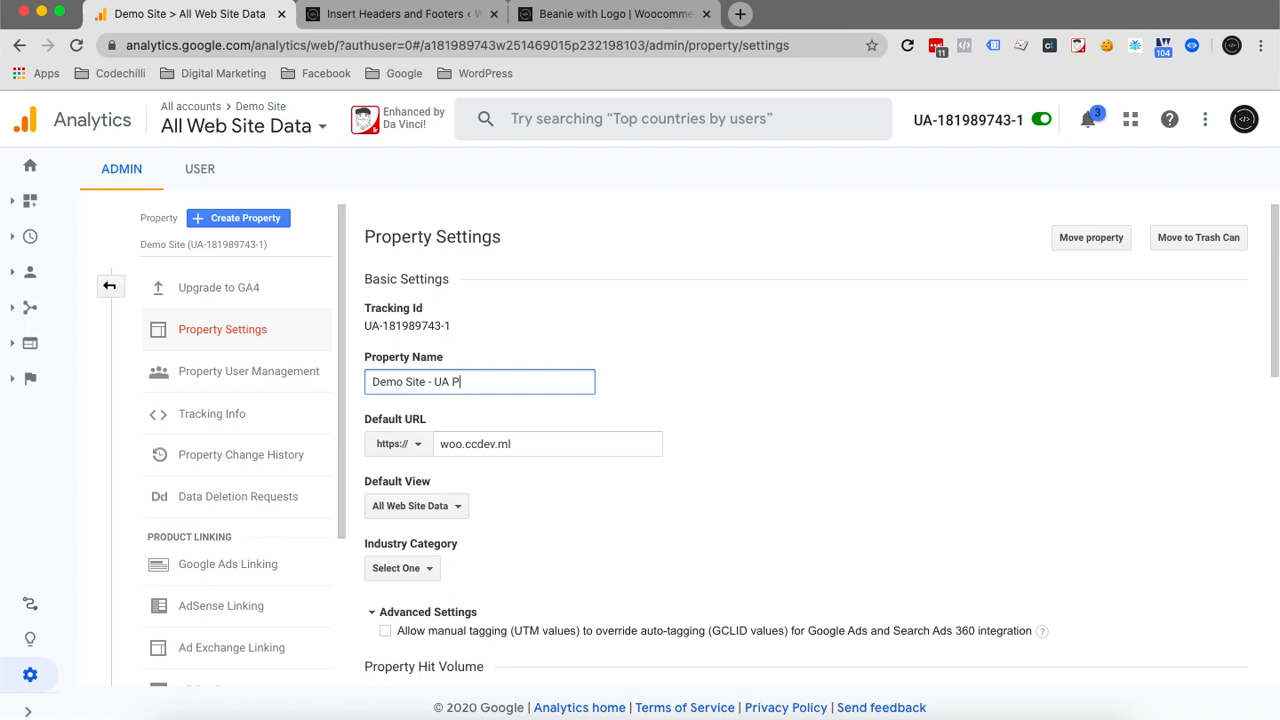 Demo Site > All Web Site Data
Insert Headers and Footers ‹ W
Beanie with Logo | Woocomme
analytics.google.com/analytics/web/?authuser=0#/a181989743w251469015p232198103/admin/property/settings
11
104
Apps
Codechilli
Digital Marketing
Facebook
Google
WordPress
Analytics
All accounts > Demo Site
All Web Site Data
Enhanced by
Da Vinci!
Try searching “Top countries by users”
UA-181989743-1
3
ADMIN
USER
Property
Create Property
Demo Site (UA-181989743-1)
Upgrade to GA4
Property Settings
Property User Management
Tracking Info
Property Change History
Dd Data Deletion Requests
PRODUCT LINKING
Google Ads Linking
AdSense Linking
Ad Exchange Linking
Property Settings
Move property
Move to Trash Can
Basic Settings
Tracking Id
UA-181989743-1
Property Name
Demo Site - UA P
Default URL
https://
woo.ccdev.ml
Default View
All Web Site Data
Industry Category
Select One
Advanced Settings
Allow manual tagging (UTM values) to override auto-tagging (GCLID values) for Google Ads and Search Ads 360 integration ?
Property Hit Volume
© 2020 Google | Analytics home | Terms of Service | Privacy Policy | Send feedback